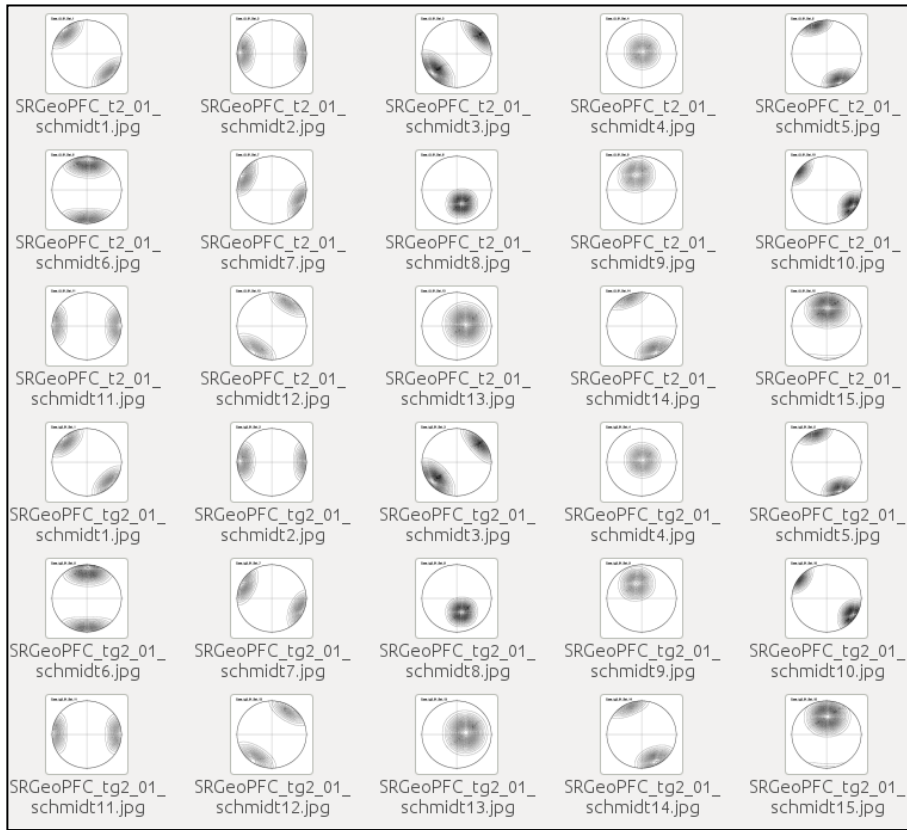 SRGeoPFC_t2_01_ SRGeoPFC_t2_01_ SRGeoPFC_t2_01_ SRGeoPFC_t2_01_ SRGeoPFC_t2_01_
schmidt1.jpg schmidt2.jpg schmidt3.jpg schmidt4.jpg schmidt5.jpg
SRGeoPFC_t2_01_ SRGeoPFC_t2_01_ SRGeoPFC_t2_01_ SRGeoPFC_t2_01_ SRGeoPFC_t2_01_
schmidt6.jpg schmidt7.jpg schmidt8.jpg schmidt9.jpg schmidt10.jpg
SRGeoPFC_t2_01_ SRGeoPFC_t2_01_ SRGeoPFC_t2_01_ SRGeoPFC_t2_01_ SRGeoPFC_t2_01_
schmidt11.jpg schmidt12.jpg schmidt13.jpg schmidt14.jpg schmidt15.jpg
SRGeoPFC_tg2_01_ SRGeoPFC_tg2_01_ SRGeoPFC_tg2_01_ SRGeoPFC_tg2_01_ SRGeoPFC_tg2_01_
schmidt1.jpg schmidt2.jpg schmidt3.jpg schmidt4.jpg schmidt5.jpg
SRGeoPFC_tg2_01_ SRGeoPFC_tg2_01_ SRGeoPFC_tg2_01_ SRGeoPFC_tg2_01_ SRGeoPFC_tg2_01_
schmidt6.jpg schmidt7.jpg schmidt8.jpg schmidt9.jpg schmidt10.jpg
SRGeoPFC_tg2_01_ SRGeoPFC_tg2_01_ SRGeoPFC_tg2_01_ SRGeoPFC_tg2_01_ SRGeoPFC_tg2_01_
schmidt11.jpg schmidt12.jpg schmidt13.jpg schmidt14.jpg schmidt15.jpg